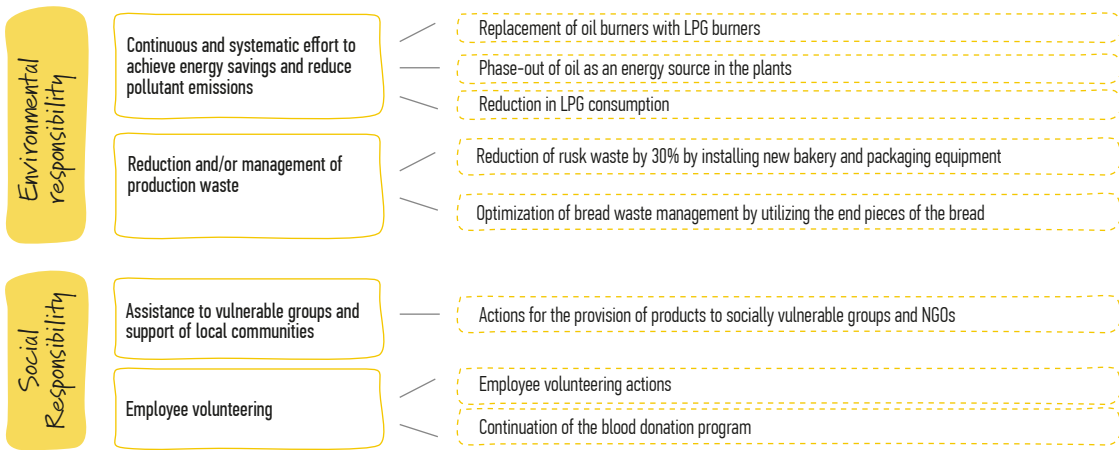 Environmental
responsibility
Continuous and systematic effort to
achieve energy savings and reduce
pollutant emissions
Replacement of oil burners with LPG burners
Phase-out of oil as an energy source in the plants
Reduction in LPG consumption
Reduction and/or management of
production waste
Reduction of rusk waste by 30% by installing new bakery and packaging equipment
Optimization of bread waste management by utilizing the end pieces of the bread
Social
Responsibility
Assistance to vulnerable groups and
support of local communities
Actions for the provision of products to socially vulnerable groups and NGOs
Employee volunteering
Employee volunteering actions
Continuation of the blood donation program